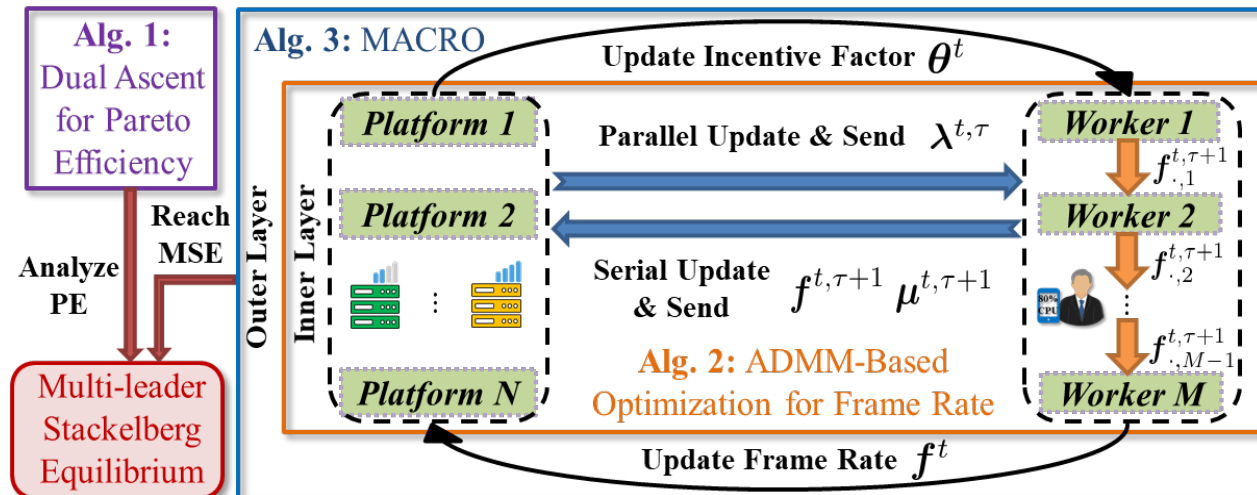 Alg. 1:
Dual Ascent
for Pareto
Efficiency
Analyze
PE
Reach
MSE
Multi-leader
Stackelberg
Equilibrium
Alg. 3: MACRO
Outer Layer
Inner Layer
Update Incentive Factor θ^t
Platform 1
Platform 2
⋮
Platform N
Parallel Update & Send λ^{t,τ}
Serial Update
& Send
f^{t,τ+1} μ^{t,τ+1}
Alg. 2: ADMM-Based
Optimization for Frame Rate
Worker 1
f_{·,1}^{t,τ+1}
Worker 2
f_{·,2}^{t,τ+1}
80%
CPU
⋮
f_{·,M−1}^{t,τ+1}
Worker M
Update Frame Rate f^t